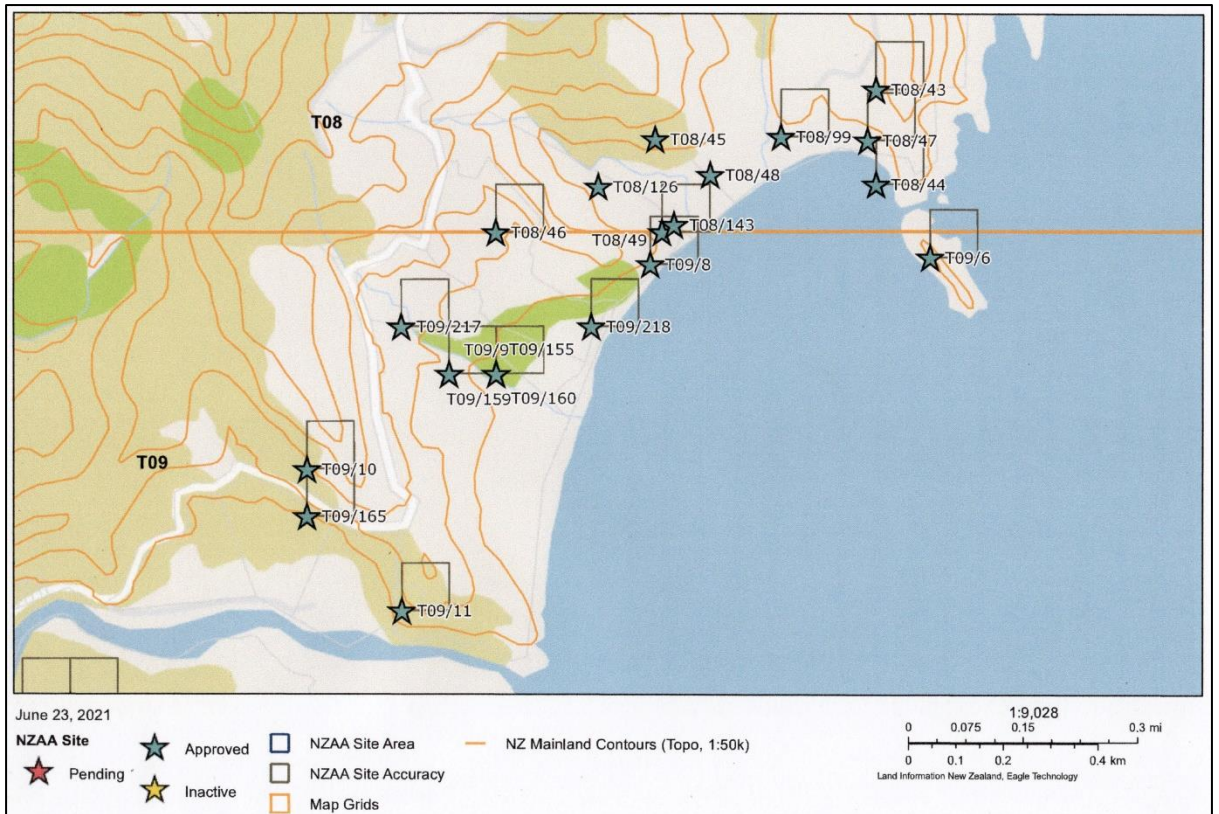 T08/43
T08
T08/45
T08/99
T08/47
T08/48
T08/126
T08/44
T08/143
T08/46
T08/49
T09/6
T09/8
T09/217
T09/218
T09/9T09/155
T09/159T09/160
T09
T09/10
T09/165
T09/11
June 23, 2021
NZAA Site
Pending
Approved
Inactive
NZAA Site Area
NZAA Site Accuracy
Map Grids
NZ Mainland Contours (Topo, 1:50k)
1:9,028
0 0.075 0.15 0.3 mi
0 0.1 0.2 0.4 km
Land Information New Zealand, Eagle Technology